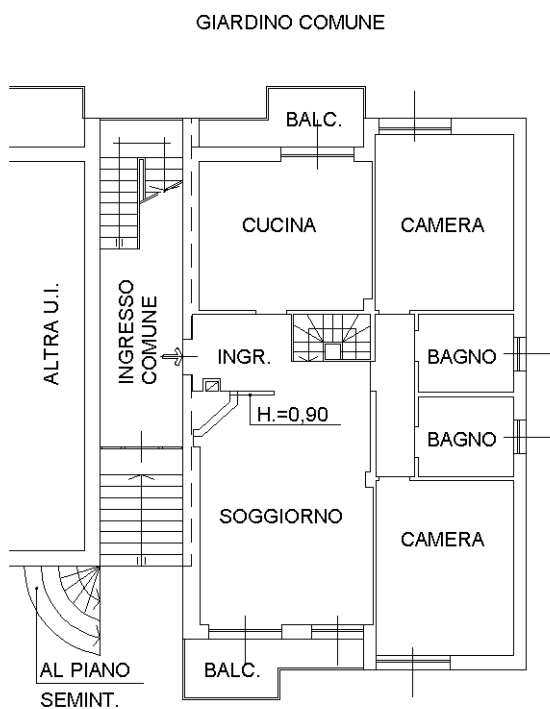 GIARDINO COMUNE
BALC.
CUCINA
CAMERA
ALTRA U.I.
INGRESSO
COMUNE
INGR.
BAGNO
H.=0,90
BAGNO
SOGGIORNO
CAMERA
AL PIANO
SEMINT.
BALC.